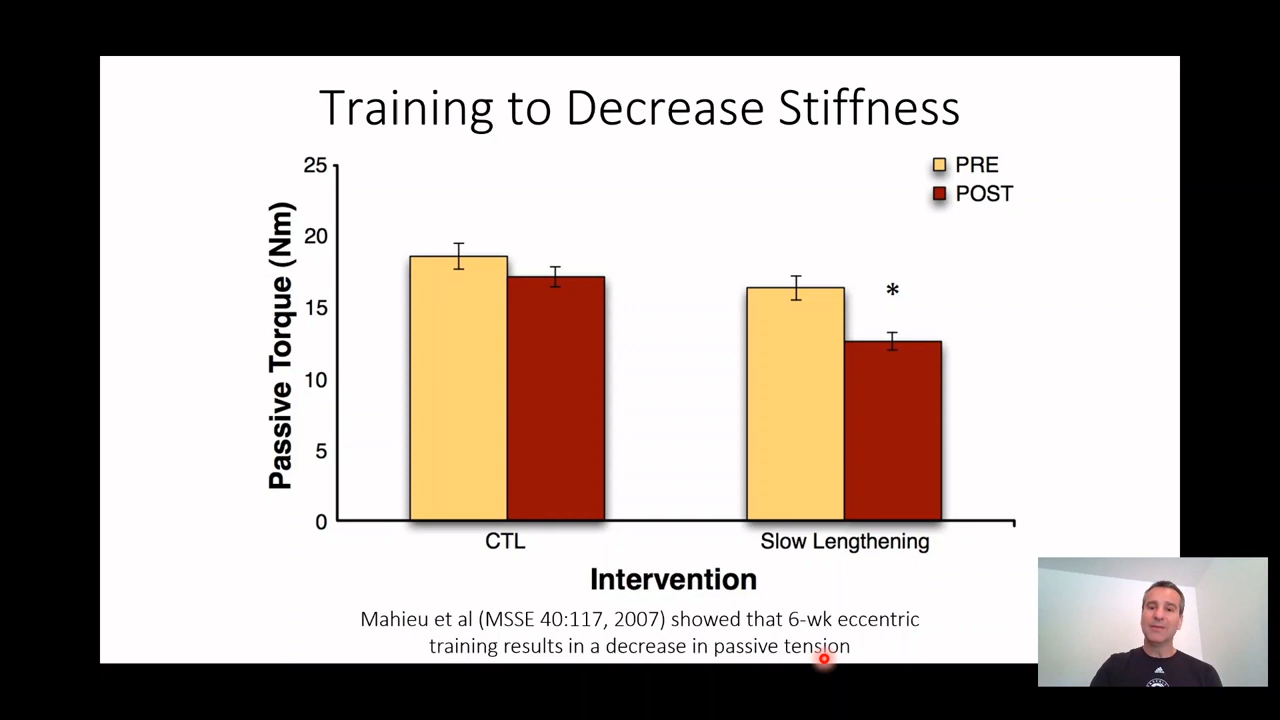 Training to Decrease Stiffness
PRE
POST
25
20
15
10
5
0
Passive Torque (Nm)
*
CTL
Slow Lengthening
Intervention
Mahieu et al (MSSE 40:117, 2007) showed that 6-wk eccentric
training results in a decrease in passive tension